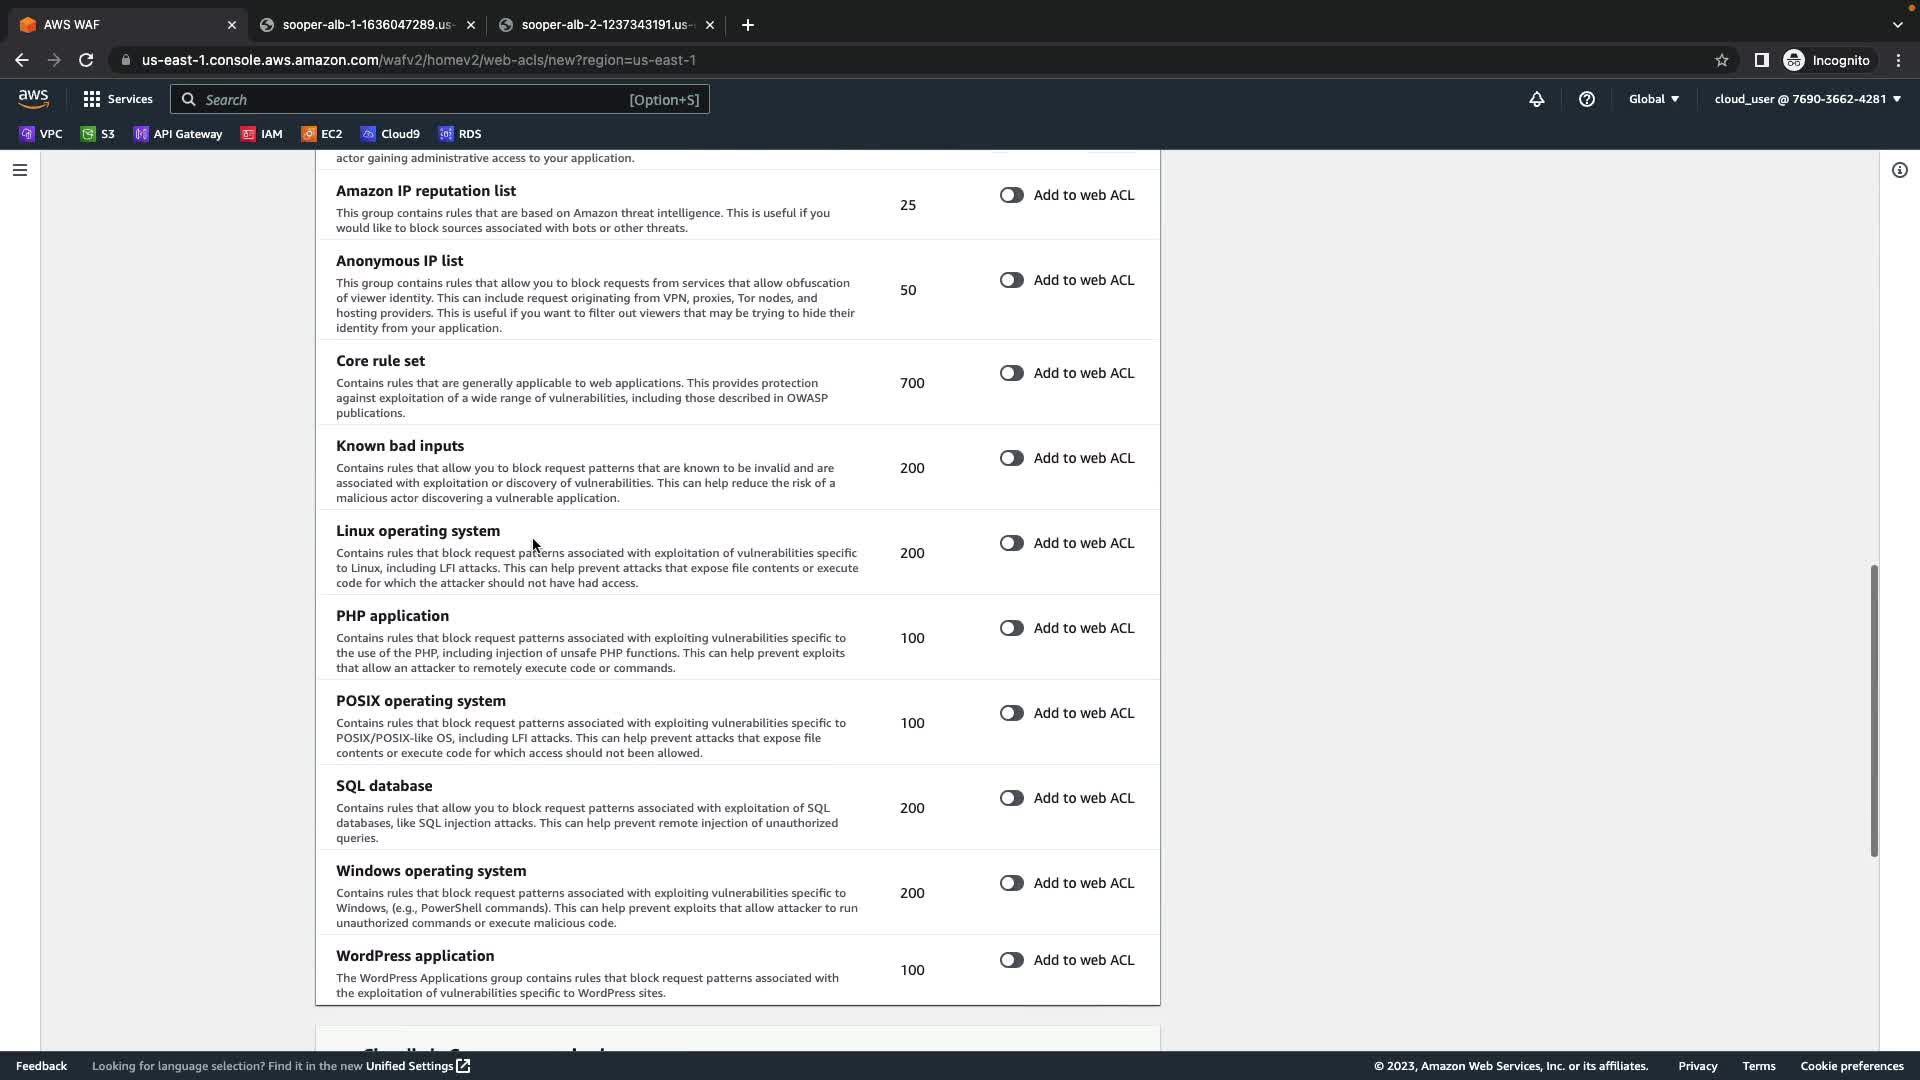 AWS WAF
sooper-alb-1-1636047289.us-
sooper-alb-2-1237343191.us-
us-east-1.console.aws.amazon.com/wafv2/homev2/web-acls/new?region=us-east-1
Incognito
aws
Services
Search
[Option+S]
Global
cloud_user @ 7690-3662-4281
VPC
S3
API Gateway
IAM
EC2
Cloud9
RDS
actor gaining administrative access to your application.
Amazon IP reputation list
This group contains rules that are based on Amazon threat intelligence. This is useful if you
would like to block sources associated with bots or other threats.
25
Add to web ACL
Anonymous IP list
This group contains rules that allow you to block requests from services that allow obfuscation
of viewer identity. This can include request originating from VPN, proxies, Tor nodes, and
hosting providers. This is useful if you want to filter out viewers that may be trying to hide their
identity from your application.
50
Add to web ACL
Core rule set
Contains rules that are generally applicable to web applications. This provides protection
against exploitation of a wide range of vulnerabilities, including those described in OWASP
publications.
700
Add to web ACL
Known bad inputs
Contains rules that allow you to block request patterns that are known to be invalid and are
associated with exploitation or discovery of vulnerabilities. This can help reduce the risk of a
malicious actor discovering a vulnerable application.
200
Add to web ACL
Linux operating system
Contains rules that block request patterns associated with exploitation of vulnerabilities specific
to Linux, including LFI attacks. This can help prevent attacks that expose file contents or execute
code for which the attacker should not have had access.
200
Add to web ACL
PHP application
Contains rules that block request patterns associated with exploiting vulnerabilities specific to
the use of the PHP, including injection of unsafe PHP functions. This can help prevent exploits
that allow an attacker to remotely execute code or commands.
100
Add to web ACL
POSIX operating system
Contains rules that block request patterns associated with exploiting vulnerabilities specific to
POSIX/POSIX-like OS, including LFI attacks. This can help prevent attacks that expose file
contents or execute code for which access should not been allowed.
100
Add to web ACL
SQL database
Contains rules that allow you to block request patterns associated with exploitation of SQL
databases, like SQL injection attacks. This can help prevent remote injection of unauthorized
queries.
200
Add to web ACL
Windows operating system
Contains rules that block request patterns associated with exploiting vulnerabilities specific to
Windows, (e.g., PowerShell commands). This can help prevent exploits that allow attacker to run
unauthorized commands or execute malicious code.
200
Add to web ACL
WordPress application
The WordPress Applications group contains rules that block request patterns associated with
the exploitation of vulnerabilities specific to WordPress sites.
100
Add to web ACL
Feedback
Looking for language selection? Find it in the new Unified Settings
© 2023, Amazon Web Services, Inc. or its affiliates.
Privacy
Terms
Cookie preferences